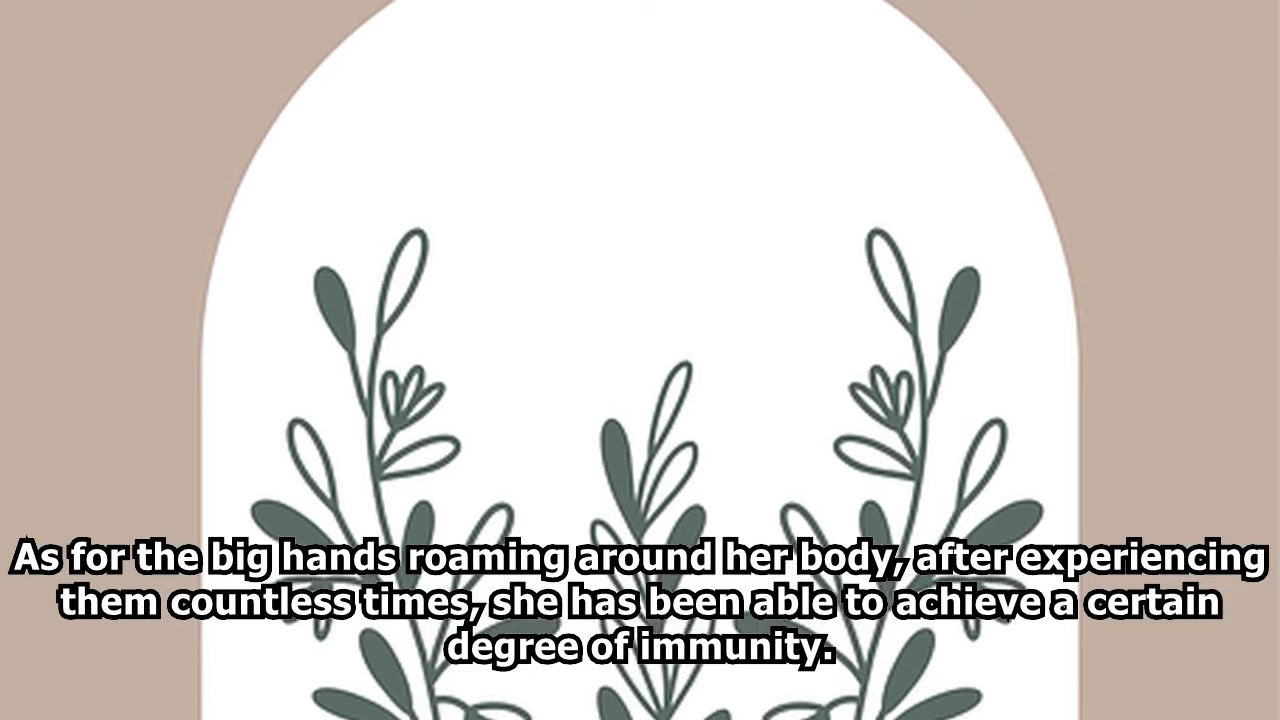 As for the big hands roaming around her body, after experiencing
them countless times, she has been able to achieve a certain
degree of immunity.